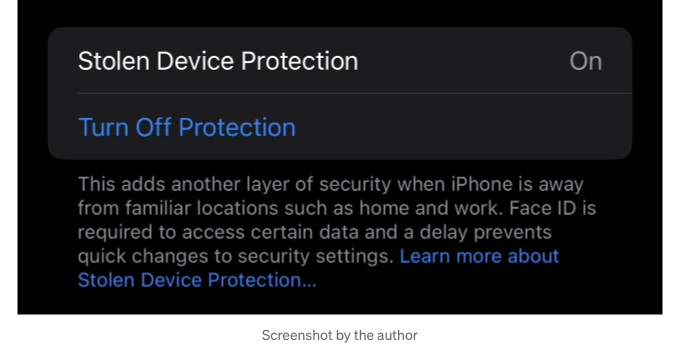 Stolen Device Protection On
Turn Off Protection
This adds another layer of security when iPhone is away
from familiar locations such as home and work. Face ID is
required to access certain data and a delay prevents
quick changes to security settings. Learn more about
Stolen Device Protection...
Screenshot by the author